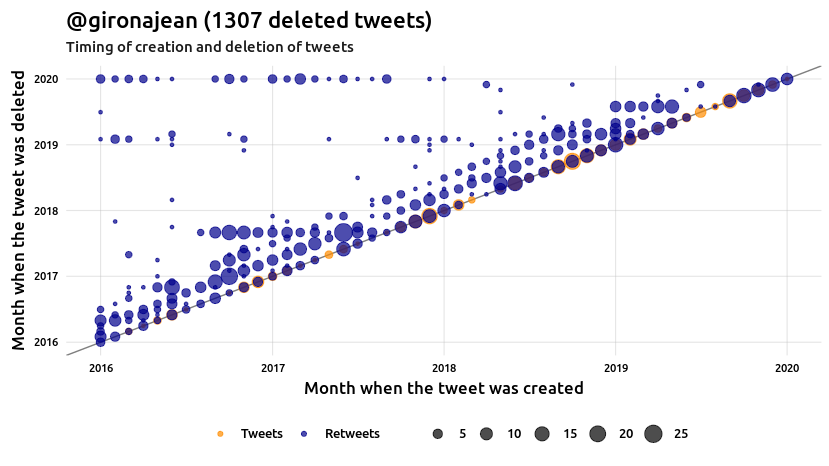 @gironajean (1307 deleted tweets)
Timing of creation and deletion of tweets
Month when the tweet was deleted
2020
2019
2018
2017
2016
2016 2017 2018 2019 2020
Month when the tweet was created
Tweets Retweets 5 10 15 20 25